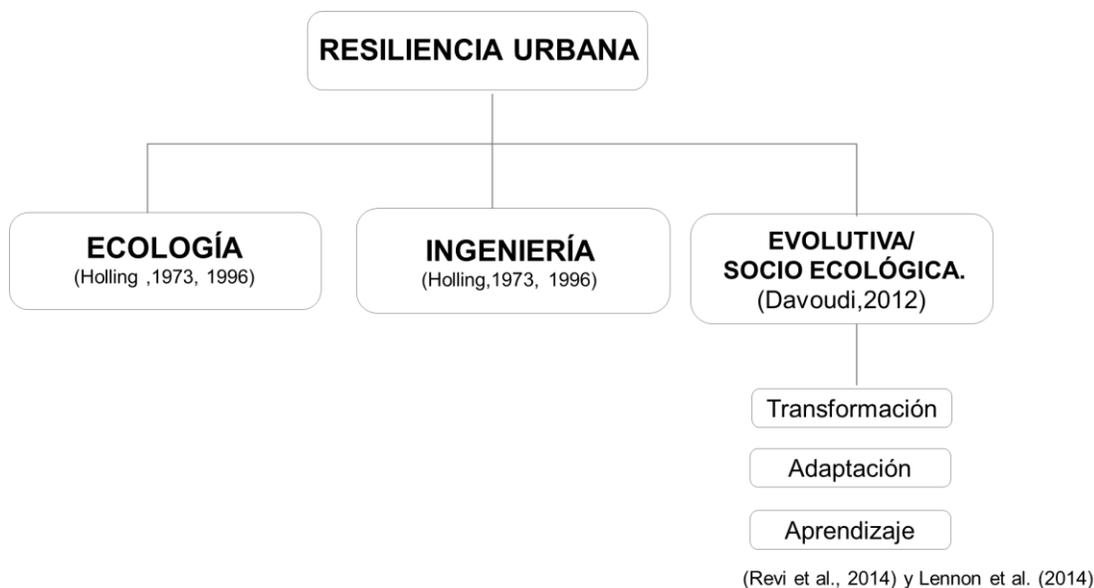 RESILIENCIA URBANA
ECOLOGÍA
(Holling ,1973, 1996)
INGENIERÍA
(Holling,1973, 1996)
EVOLUTIVA/
SOCIO ECOLÓGICA.
(Davoudi,2012)
Transformación
Adaptación
Aprendizaje
(Revi et al., 2014) y Lennon et al. (2014)